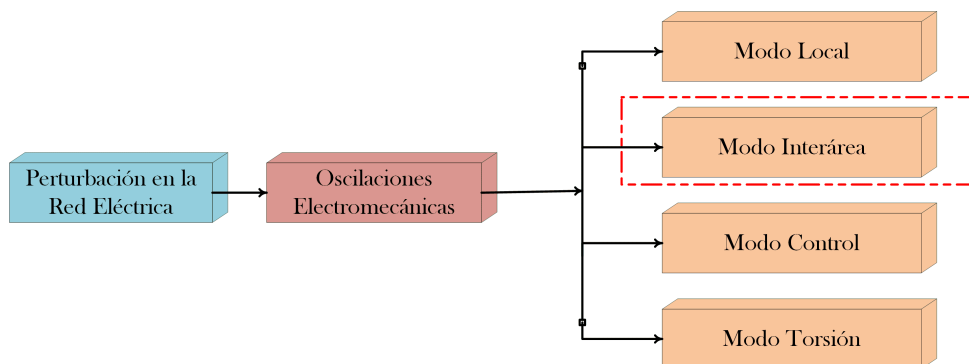 Perturbación en la
Red Eléctrica
Oscilaciones
Electromecánicas
Modo Local
Modo Interárea
Modo Control
Modo Torsión